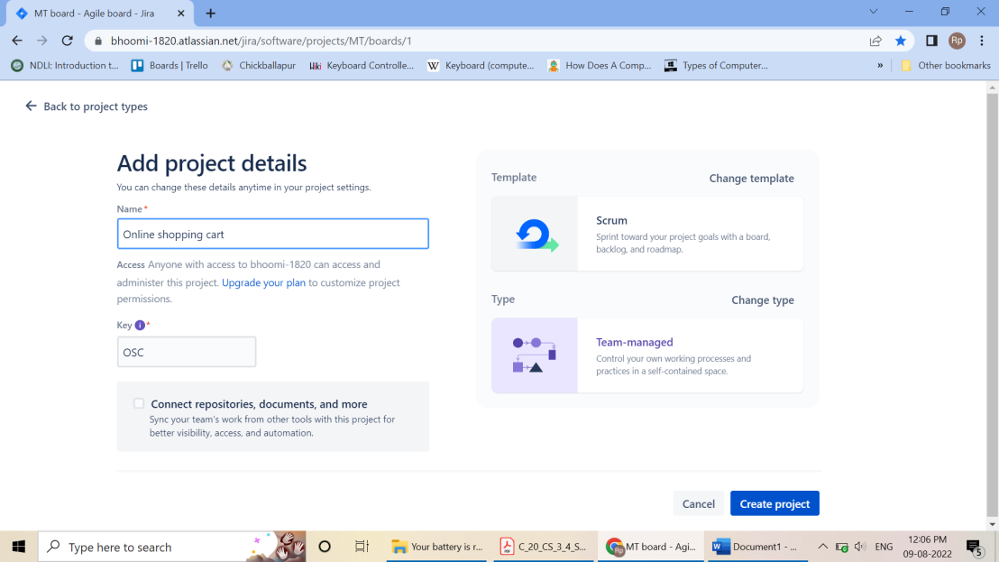 MT board - Agile board - Jira
bhoomi-1820.atlassian.net/jira/software/projects/MT/boards/1
Rp
NDLI: Introduction t...
Boards | Trello
Chickballapur
Wiki Keyboard Controlle...
W Keyboard (compute...
How Does A Comp...
Types of Computer...
»
Other bookmarks
Back to project types
Add project details
You can change these details anytime in your project settings.
Name*
Online shopping cart
Access Anyone with access to bhoomi-1820 can access and
administer this project. Upgrade your plan to customize project
permissions.
Key i *
OSC
Connect repositories, documents, and more
Sync your team's work from other tools with this project for
better visibility, access, and automation.
Template
Change template
Scrum
Sprint toward your project goals with a board,
backlog, and roadmap.
Type
Change type
Team-managed
Control your own working processes and
practices in a self-contained space.
Cancel
Create project
Type here to search
Your battery is r...
C_20_CS_3_4_S...
Rp
MT board - Agi...
W
Document1 - ...
ENG
12:06 PM
09-08-2022
5